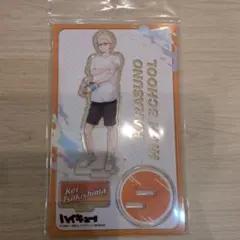 KARASUNO
HIGH SCHOOL
Kei
Tsukishima
ハイキュー!!